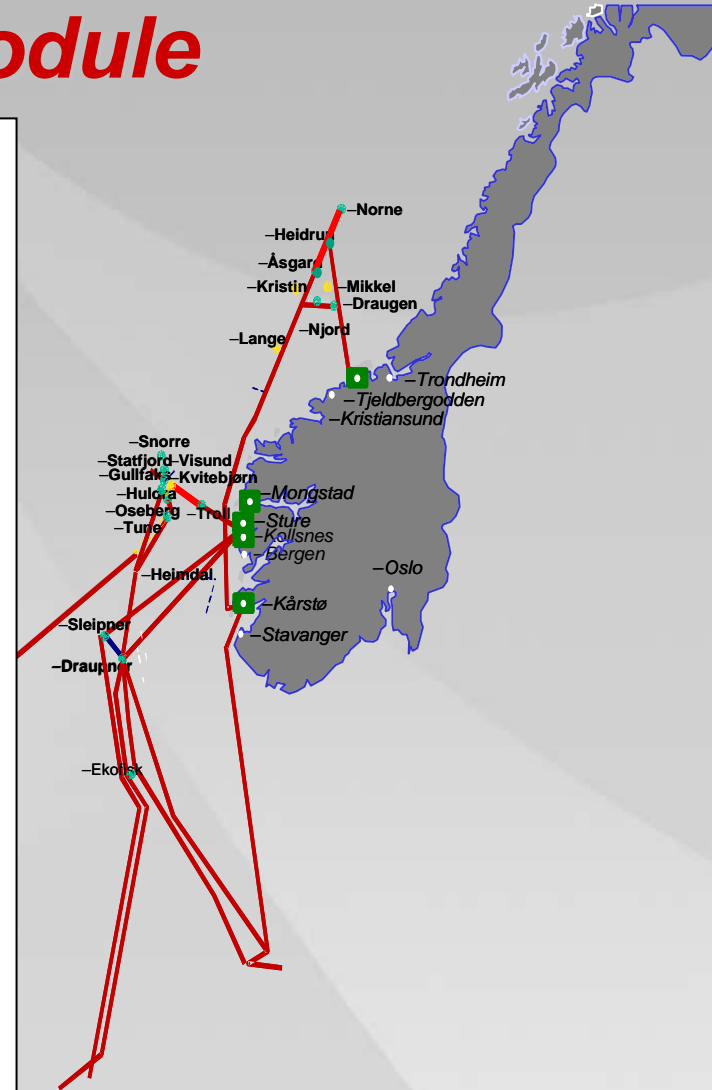 odule
–Norne
–Heidrun
–Åsgard
–Kristin
–Mikkel
–Draugen
–Njord
–Lange
–Trondheim
–Tjeldbergodden
–Kristiansund
–Snorre
–Statfjord
–Visund
–Gullfaks
–Kvitebjørn
–Huldra
–Mongstad
–Oseberg
–Troll
–Sture
–Tune
–Kollsnes
–Bergen
–Oslo
–Heimdal
–Kårstø
–Sleipner
–Stavanger
–Draupner
–Ekofisk